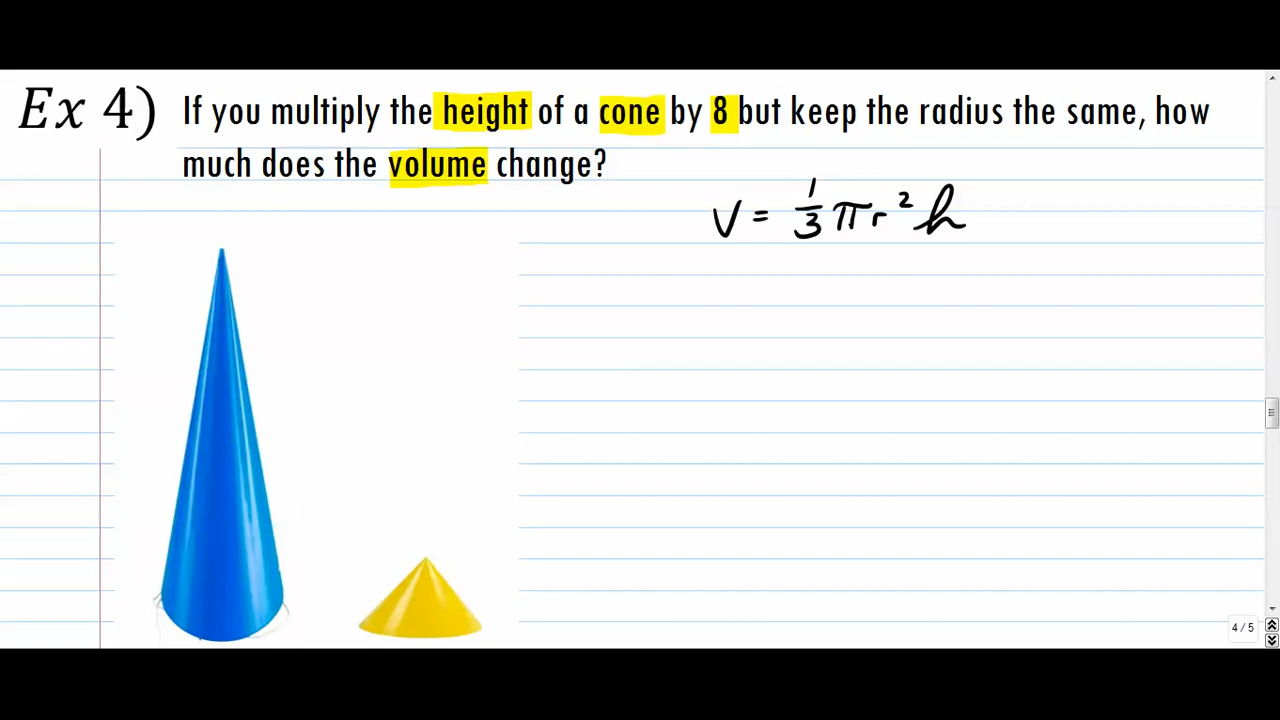 Ex 4) If you multiply the height of a cone by 8 but keep the radius the same, how
much does the volume change?
V = 1/3 πr² h
4 / 5